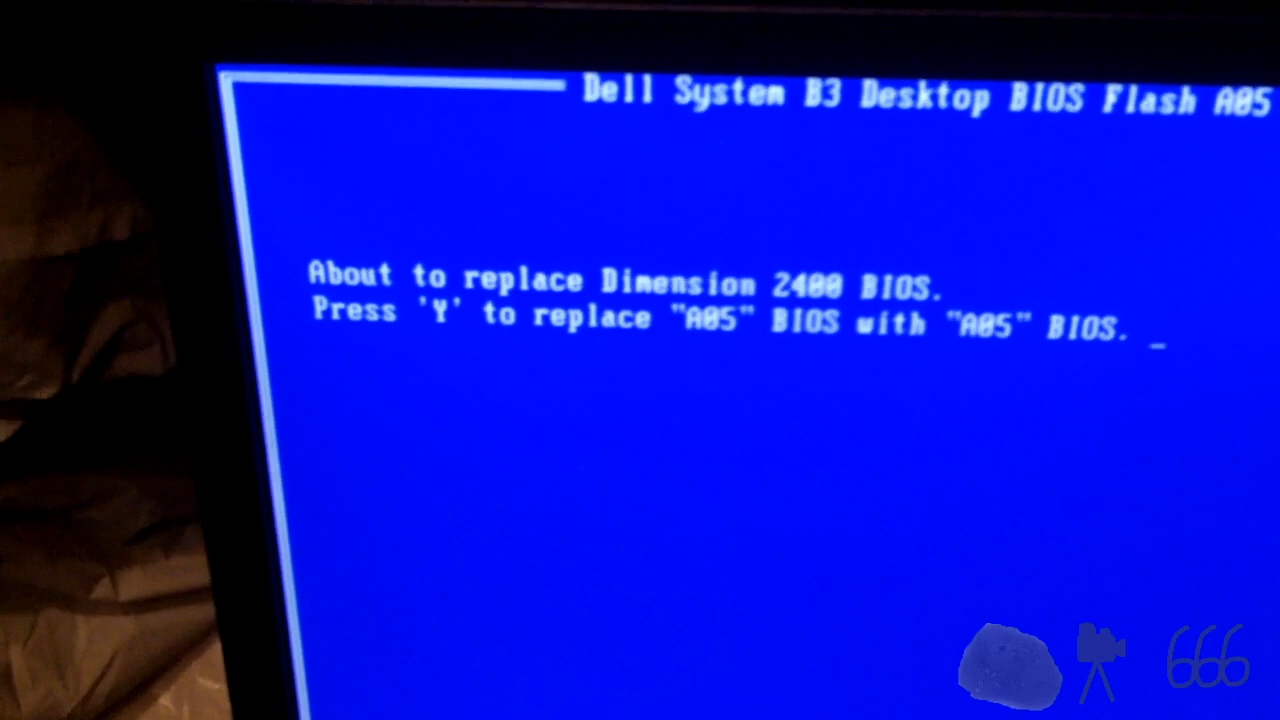 Dell System B3 Desktop BIOS Flash A05
About to replace Dimension 2400 BIOS.
Press 'Y' to replace "A05" BIOS with "A05" BIOS. _
666